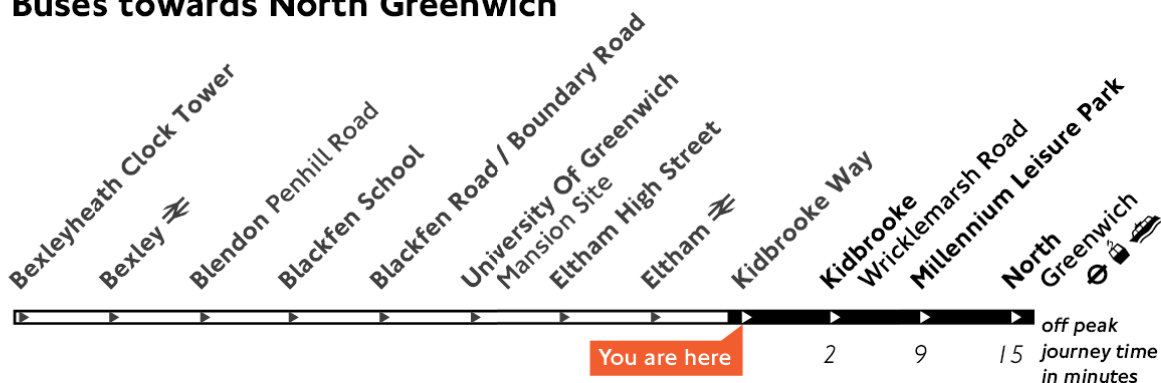 Buses towards North Greenwich
Bexleyheath Clock Tower
Bexley
Blendon Penhill Road
Blackfen School
Blackfen Road / Boundary Road
University Of Greenwich
Mansion Site
Eltham High Street
Eltham
Kidbrooke Way
Kidbrooke
Wricklemarsh Road
Millennium Leisure Park
North
Greenwich
You are here
2
9
15
off peak
journey time
in minutes